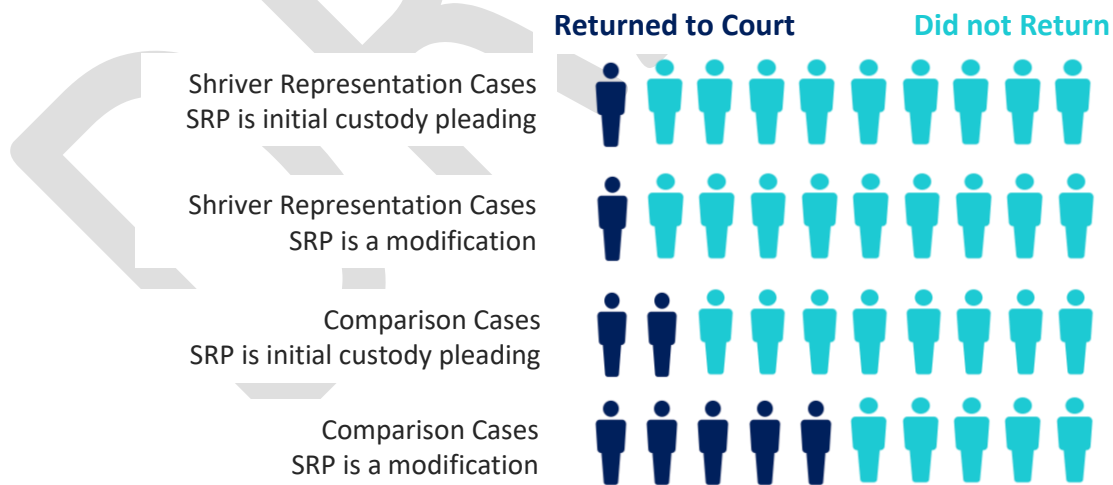 Returned to Court Did not Return
Shriver Representation Cases
SRP is initial custody pleading
Shriver Representation Cases
SRP is a modification
Comparison Cases
SRP is initial custody pleading
Comparison Cases
SRP is a modification